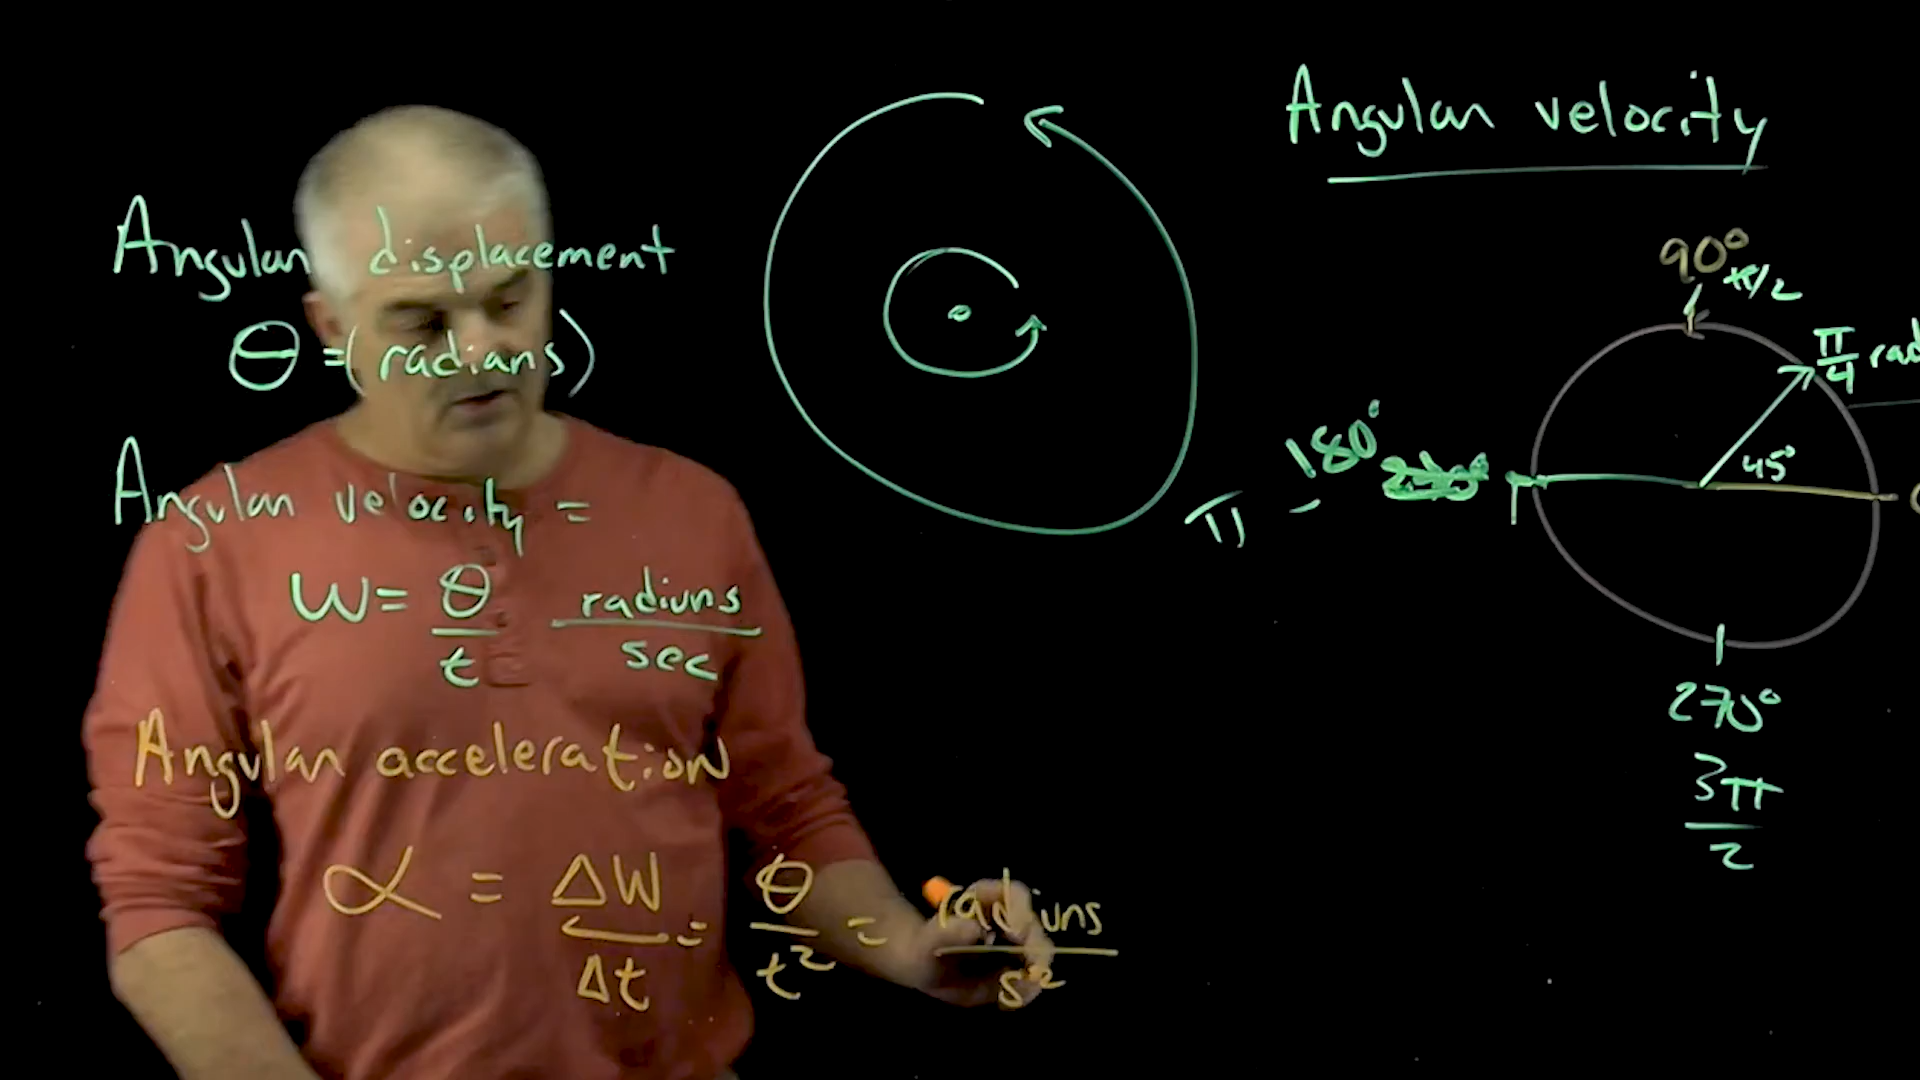 Angular velocity
Angular displacement
θ = (radians)
Angular velocity =
W = θ/t radians/sec
Angular acceleration
α = ΔW/Δt = θ/t² = radians/s²
90°
π/2
π/4 rad
45°
180°
π -
270°
3π/2